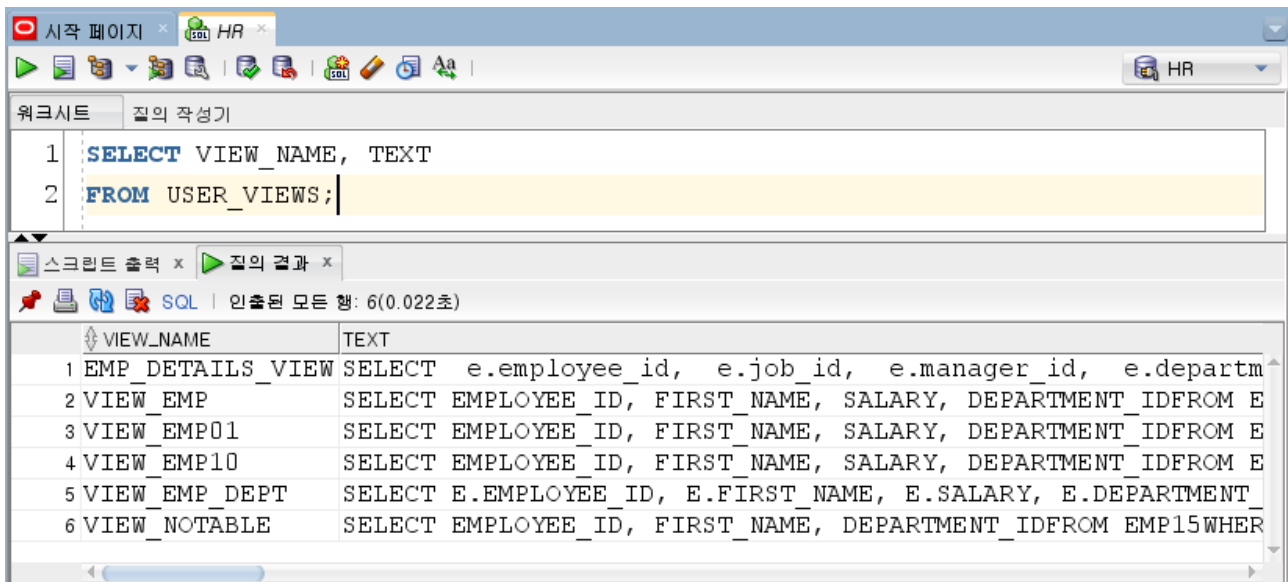 시작 페이지 HR
HR
워크시트 질의 작성기
1 SELECT VIEW_NAME, TEXT
2 FROM USER_VIEWS;
스크립트 출력 x 질의 결과 x
SQL | 인출된 모든 행: 6(0.022초)
VIEW_NAME TEXT
1 EMP_DETAILS_VIEW SELECT e.employee_id, e.job_id, e.manager_id, e.departm
2 VIEW_EMP SELECT EMPLOYEE_ID, FIRST_NAME, SALARY, DEPARTMENT_IDFROM E
3 VIEW_EMP01 SELECT EMPLOYEE_ID, FIRST_NAME, SALARY, DEPARTMENT_IDFROM E
4 VIEW_EMP10 SELECT EMPLOYEE_ID, FIRST_NAME, SALARY, DEPARTMENT_IDFROM E
5 VIEW_EMP_DEPT SELECT E.EMPLOYEE_ID, E.FIRST_NAME, E.SALARY, E.DEPARTMENT_
6 VIEW_NOTABLE SELECT EMPLOYEE_ID, FIRST_NAME, DEPARTMENT_IDFROM EMP15WHER